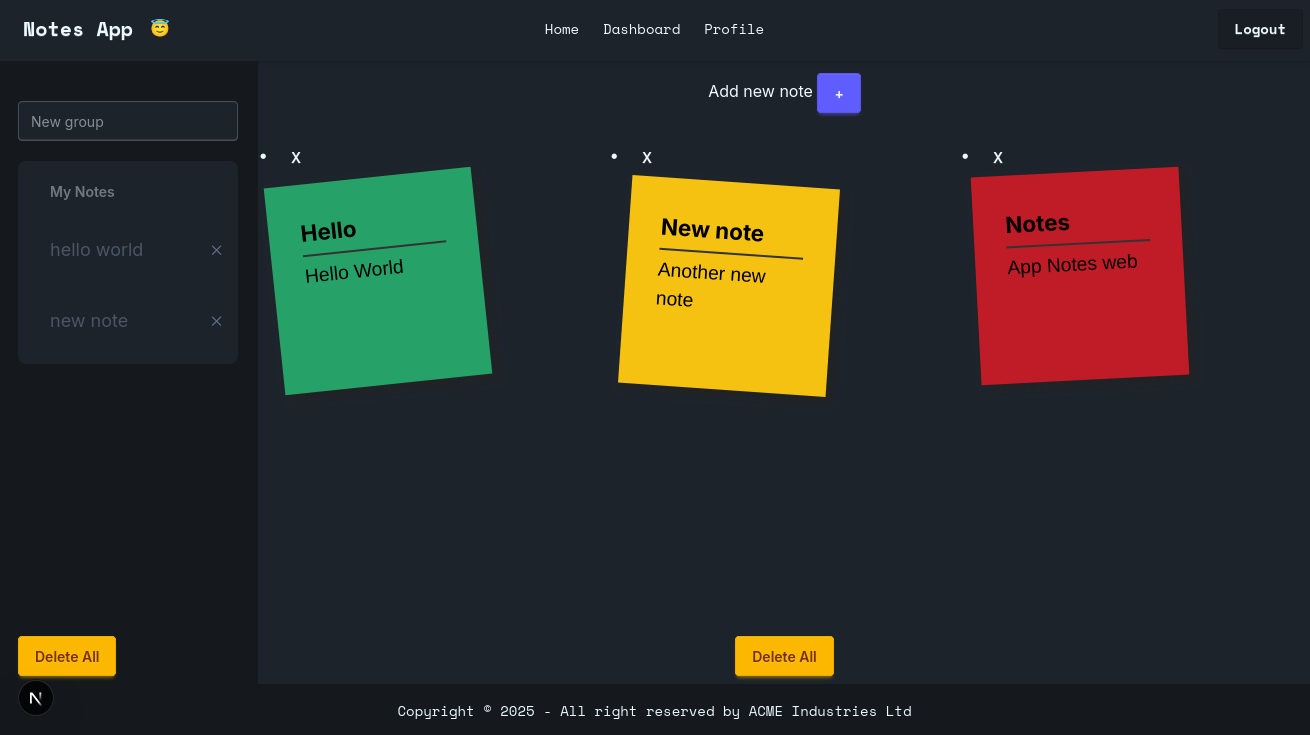 Notes App 😇
Home Dashboard Profile
Logout
New group
My Notes
hello world ×
new note ×
Delete All
Add new note +
• X
Hello
Hello World
• X
New note
Another new
note
• X
Notes
App Notes web
Delete All
N
Copyright © 2025 - All right reserved by ACME Industries Ltd